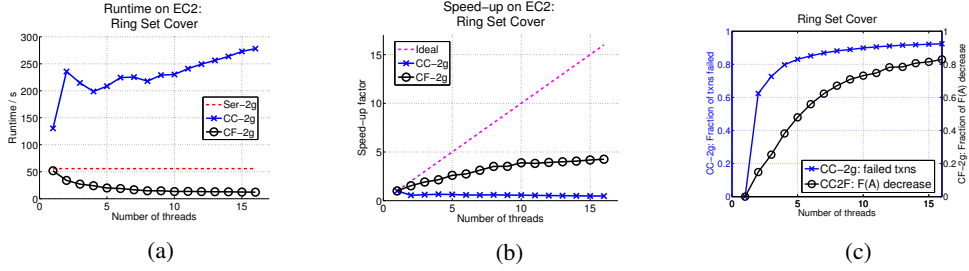 Runtime on EC2:
Ring Set Cover
300
250
200
150
100
50
0
0
5
10
15
Runtime / s
Number of threads
Ser−2g
CC−2g
CF−2g
(a)
Speed−up on EC2:
Ring Set Cover
15
10
5
0
0
5
10
15
Speed−up factor
Number of threads
Ideal
CC−2g
CF−2g
(b)
Ring Set Cover
1
0.8
0.6
0.4
0.2
0
CC−2g: Fraction of txns failed
1
0.8
0.6
0.4
0.2
0
CF−2g: Fraction of F(A) decrease
0
5
10
15
Number of threads
CC−2g: failed txns
CC2F: F(A) decrease
(c)